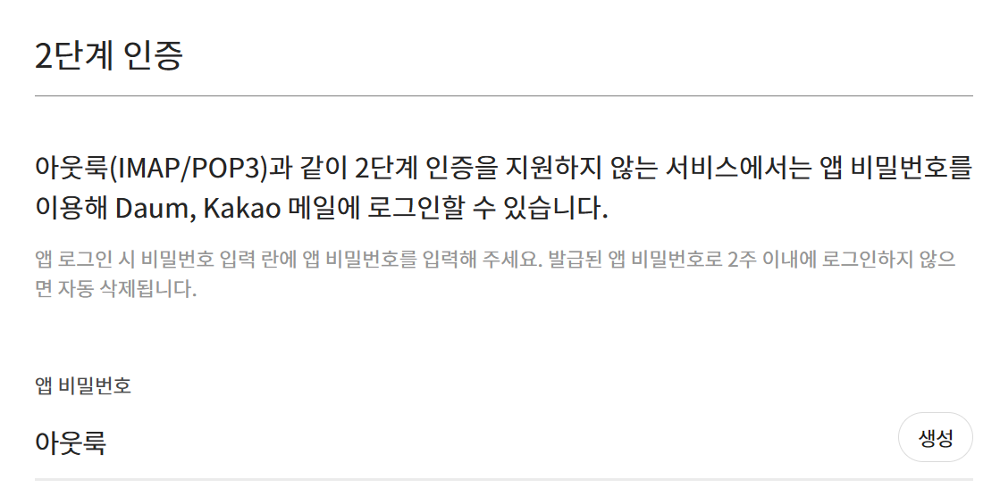 2단계 인증
아웃룩(IMAP/POP3)과 같이 2단계 인증을 지원하지 않는 서비스에서는 앱 비밀번호를
이용해 Daum, Kakao 메일에 로그인할 수 있습니다.
앱 로그인 시 비밀번호 입력 란에 앱 비밀번호를 입력해 주세요. 발급된 앱 비밀번호로 2주 이내에 로그인하지 않으
면 자동 삭제됩니다.
앱 비밀번호
아웃룩
생성